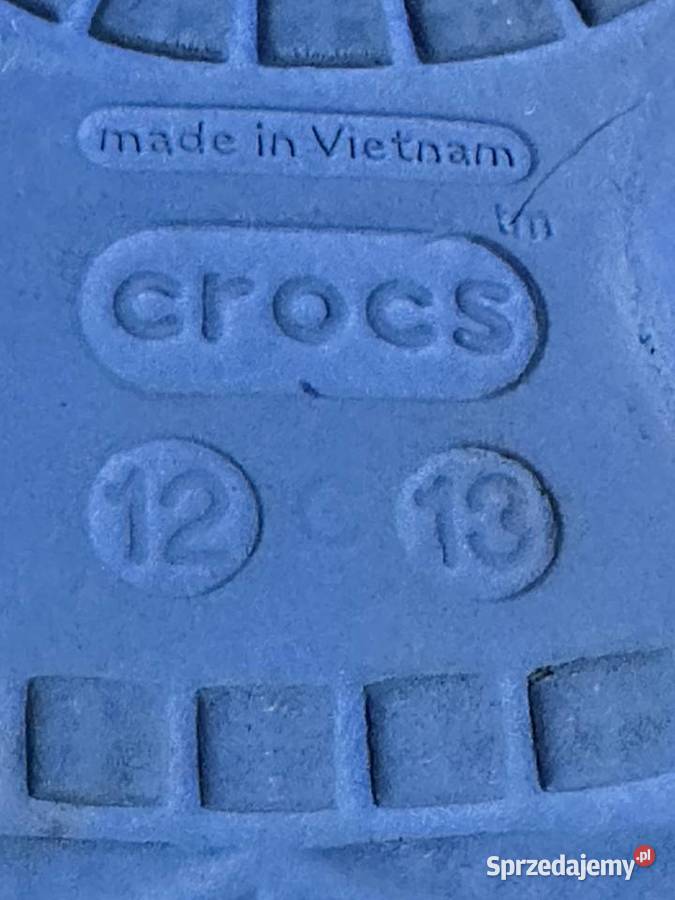 made in Vietnam
tm
crocs
12 C 13
Sprzedajemy.pl